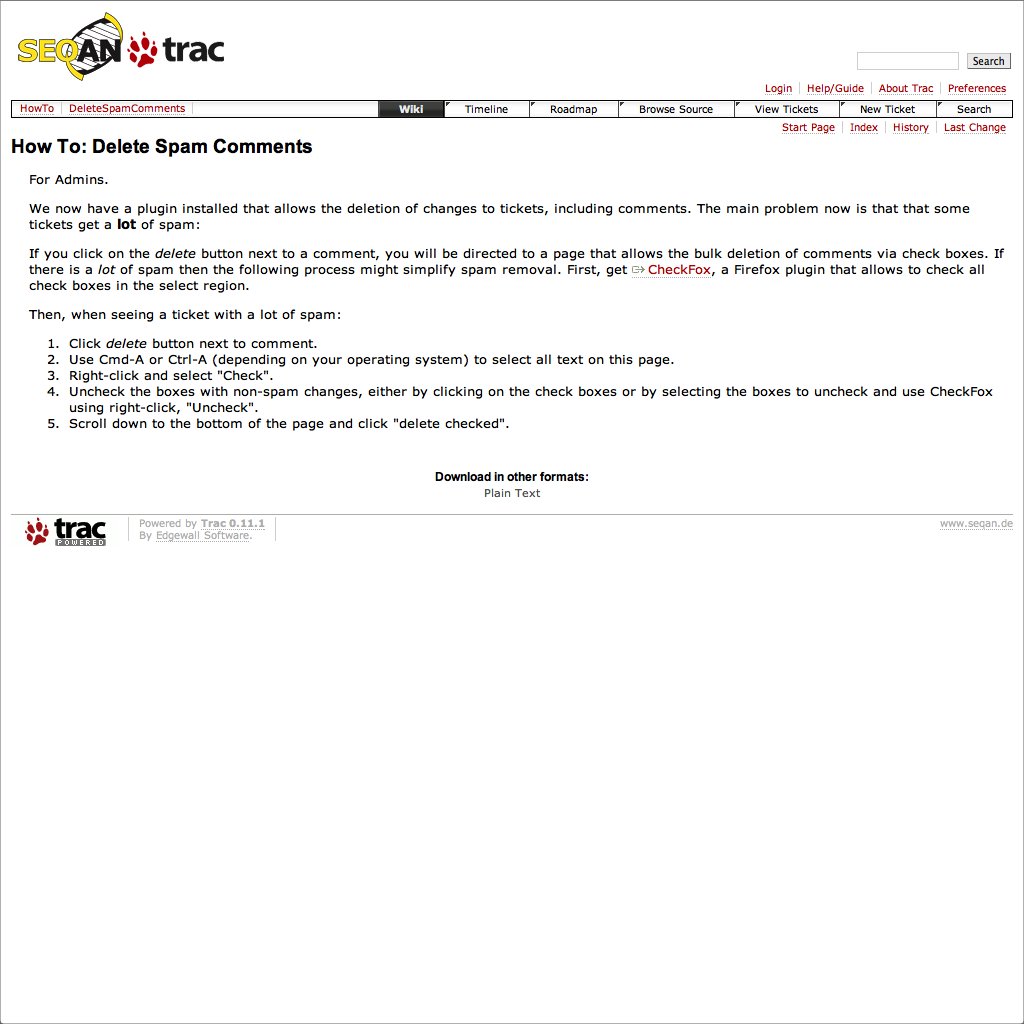 SEQAN trac
Search
Login Help/Guide About Trac Preferences
HowTo DeleteSpamComments Wiki Timeline Roadmap Browse Source View Tickets New Ticket Search
Start Page Index History Last Change
How To: Delete Spam Comments
For Admins.
We now have a plugin installed that allows the deletion of changes to tickets, including comments. The main problem now is that that some
tickets get a lot of spam:
If you click on the delete button next to a comment, you will be directed to a page that allows the bulk deletion of comments via check boxes. If
there is a lot of spam then the following process might simplify spam removal. First, get CheckFox, a Firefox plugin that allows to check all
check boxes in the select region.
Then, when seeing a ticket with a lot of spam:
1. Click delete button next to comment.
2. Use Cmd-A or Ctrl-A (depending on your operating system) to select all text on this page.
3. Right-click and select "Check".
4. Uncheck the boxes with non-spam changes, either by clicking on the check boxes or by selecting the boxes to uncheck and use CheckFox
using right-click, "Uncheck".
5. Scroll down to the bottom of the page and click "delete checked".
Download in other formats:
Plain Text
trac
POWERED
Powered by Trac 0.11.1
By Edgewall Software.
www.seqan.de